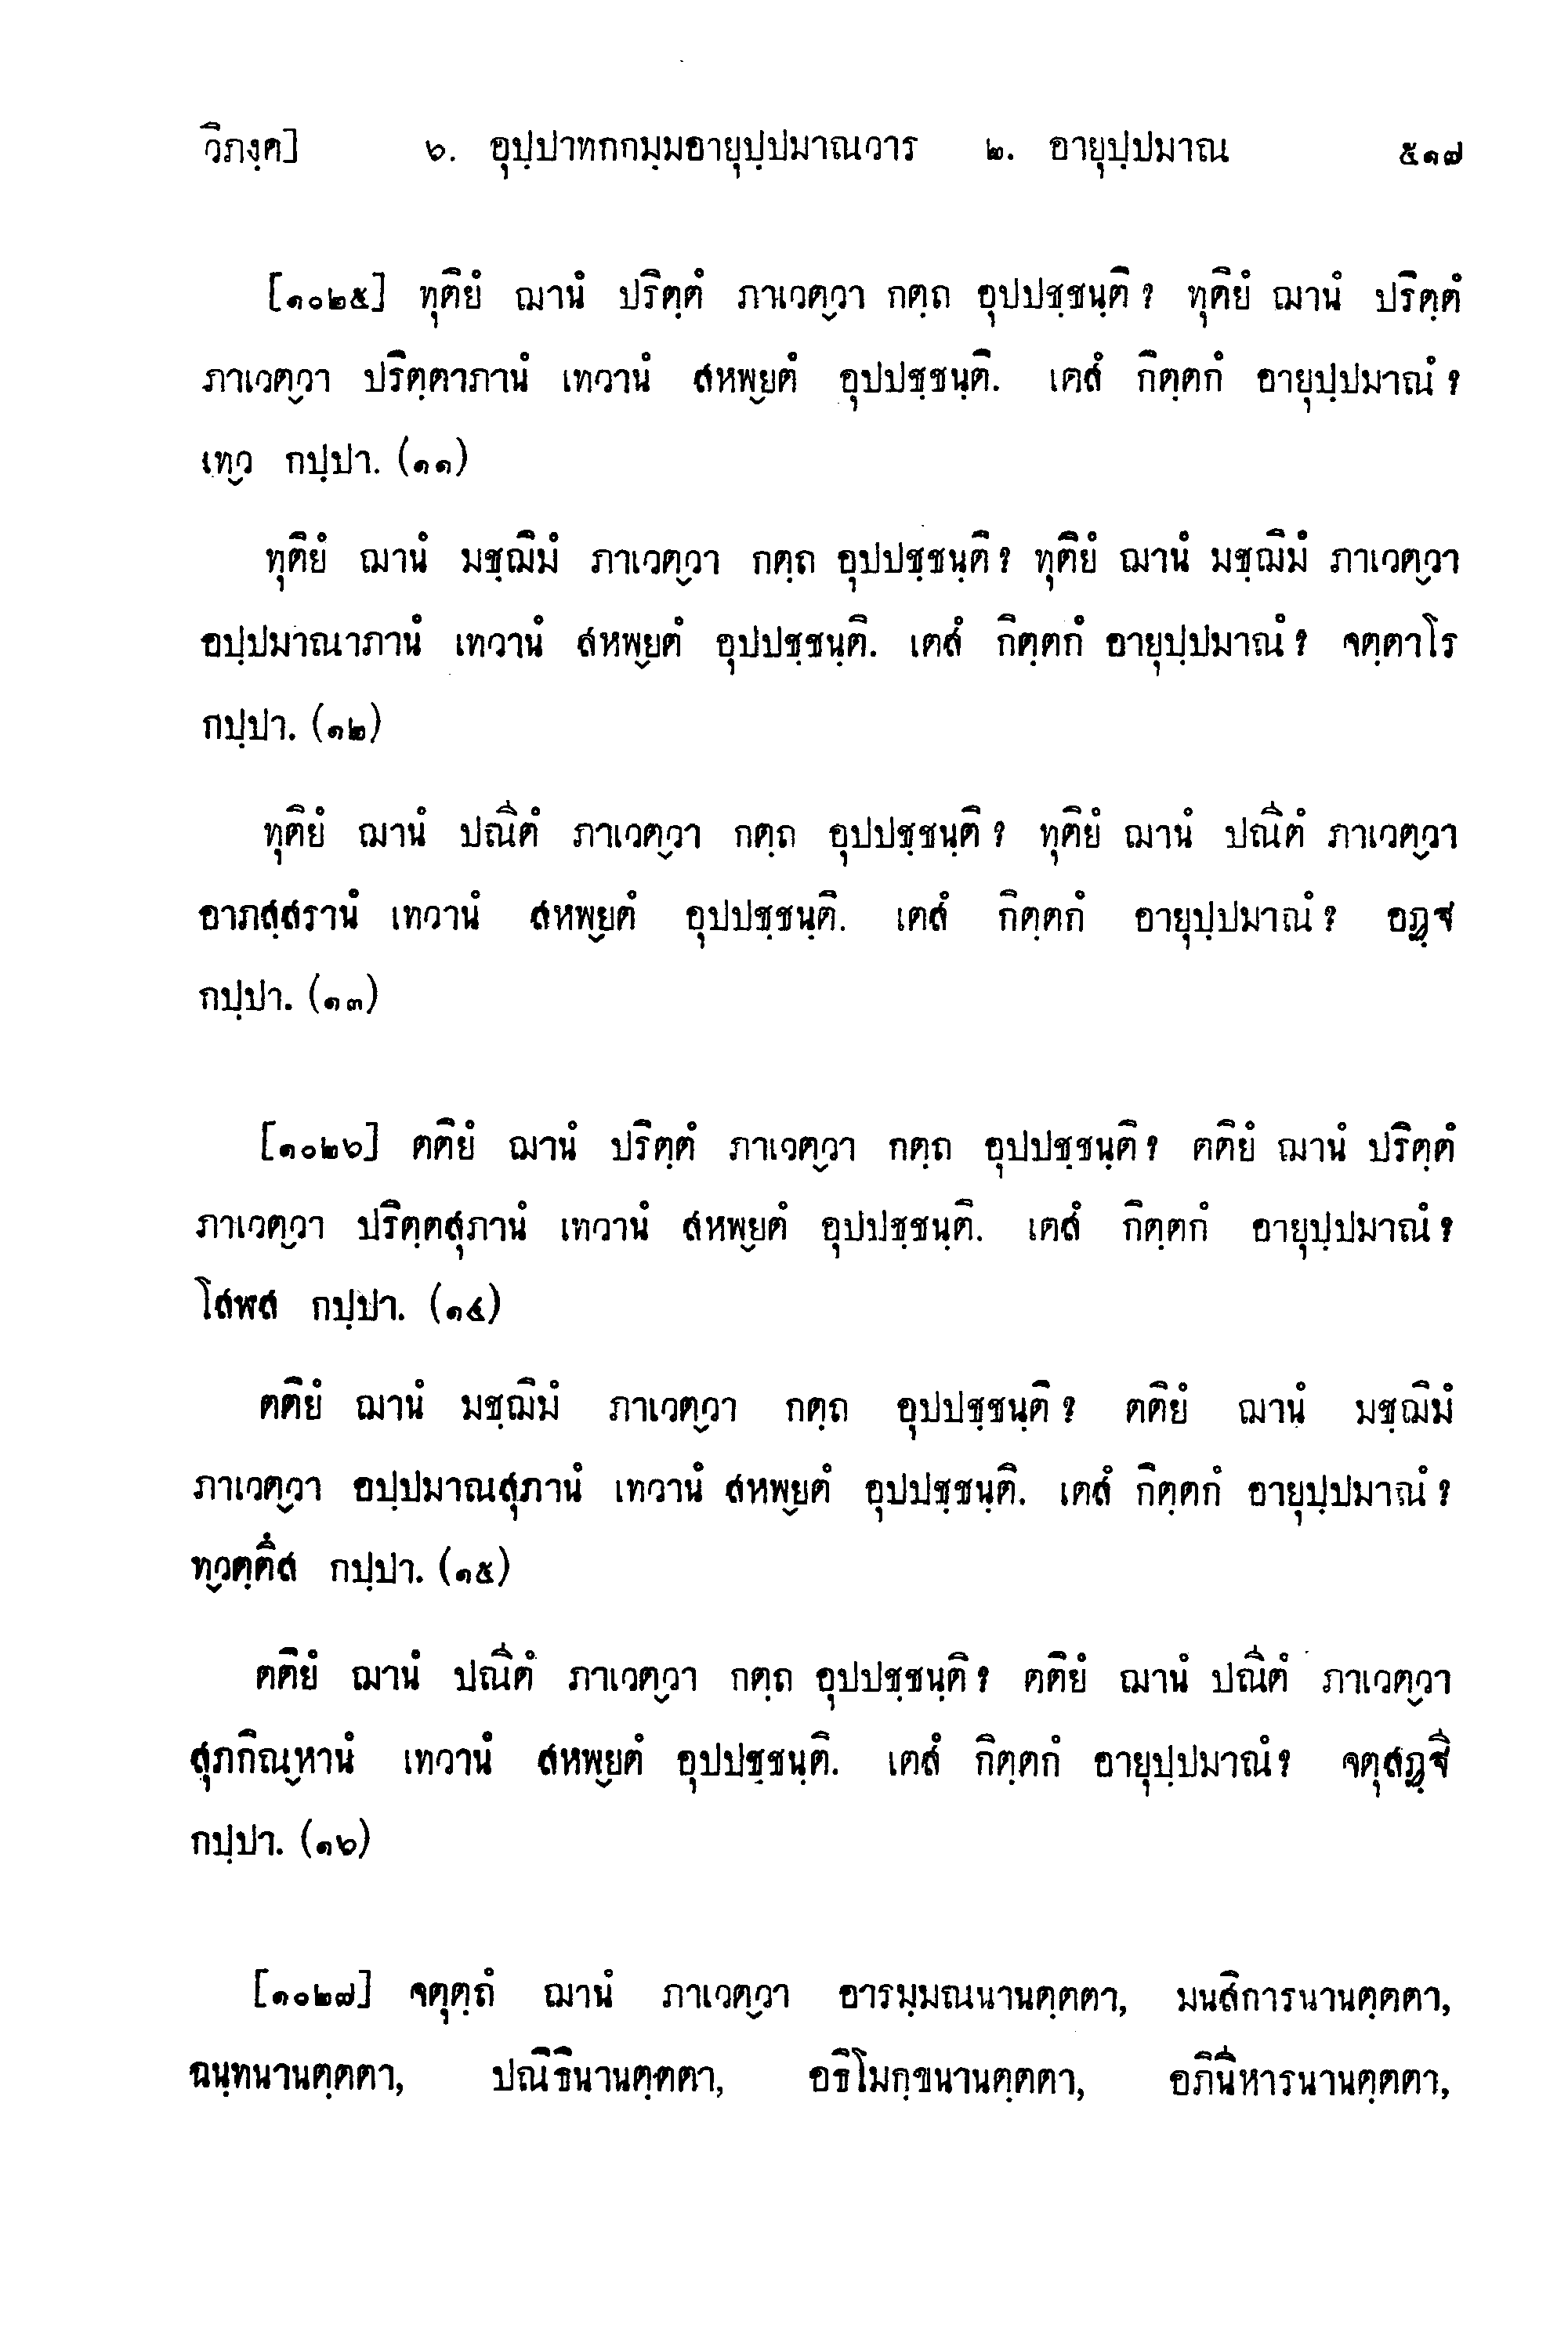 วิภงฺค]	๖. อุปฺปาทกกมฺมอายุปฺปมาณวาร ๒. อายุปฺปมาณ	๕๑๗
[๑๐๒๕] ทุติยํ ฌานํ ปริตฺตํ ภาเวตฺวา กตฺถ อุปปชฺชนฺติ? ทุติยํ ฌานํ ปริตฺตํ
ภาเวตฺวา ปริตฺตาภานํ เทวานํ สหพฺยตํ อุปปชฺชนฺติ. เตสํ กิตฺตกํ อายุปฺปมาณํ?
เทฺว กปฺปา. (๑๑)
ทุติยํ ฌานํ มชฺฌิมํ ภาเวตฺวา กตฺถ อุปปชฺชนฺติ? ทุติยํ ฌานํ มชฺฌิมํ ภาเวตฺวา
อปฺปมาณาภานํ เทวานํ สหพฺยตํ อุปปชฺชนฺติ. เตสํ กิตฺตกํ อายุปฺปมาณํ? จตฺตาโร
กปฺปา. (๑๒)
ทุติยํ ฌานํ ปณีตํ ภาเวตฺวา กตฺถ อุปปชฺชนฺติ? ทุติยํ ฌานํ ปณีตํ ภาเวตฺวา
อาภสฺสรานํ เทวานํ สหพฺยตํ อุปปชฺชนฺติ. เตสํ กิตฺตกํ อายุปฺปมาณํ? อฏฺฐ
กปฺปา. (๑๓)
[๑๐๒๖] ตติยํ ฌานํ ปริตฺตํ ภาเวตฺวา กตฺถ อุปปชฺชนฺติ? ตติยํ ฌานํ ปริตฺตํ
ภาเวตฺวา ปริตฺตสุภานํ เทวานํ สหพฺยตํ อุปปชฺชนฺติ. เตสํ กิตฺตกํ อายุปฺปมาณํ?
โสฬส กปฺปา. (๑๔)
ตติยํ ฌานํ มชฺฌิมํ ภาเวตฺวา กตฺถ อุปปชฺชนฺติ? ตติยํ ฌานํ มชฺฌิมํ
ภาเวตฺวา อปฺปมาณสุภานํ เทวานํ สหพฺยตํ อุปปชฺชนฺติ. เตสํ กิตฺตกํ อายุปฺปมาณํ?
ทฺวตฺตึส กปฺปา. (๑๕)
ตติยํ ฌานํ ปณีตํ ภาเวตฺวา กตฺถ อุปปชฺชนฺติ? ตติยํ ฌานํ ปณีตํ ภาเวตฺวา
สุภกิณฺหานํ เทวานํ สหพฺยตํ อุปปชฺชนฺติ. เตสํ กิตฺตกํ อายุปฺปมาณํ? จตุสฏฺฐี
กปฺปา. (๑๖)
[๑๐๒๗] จตุตฺถํ ฌานํ ภาเวตฺวา อารมฺมณนานตฺตตา, มนสิการนานตฺตตา,
ฉนฺทนานตฺตตา, ปณิธินานตฺตตา, อธิโมกฺขนานตฺตตา, อภินีหารนานตฺตตา,